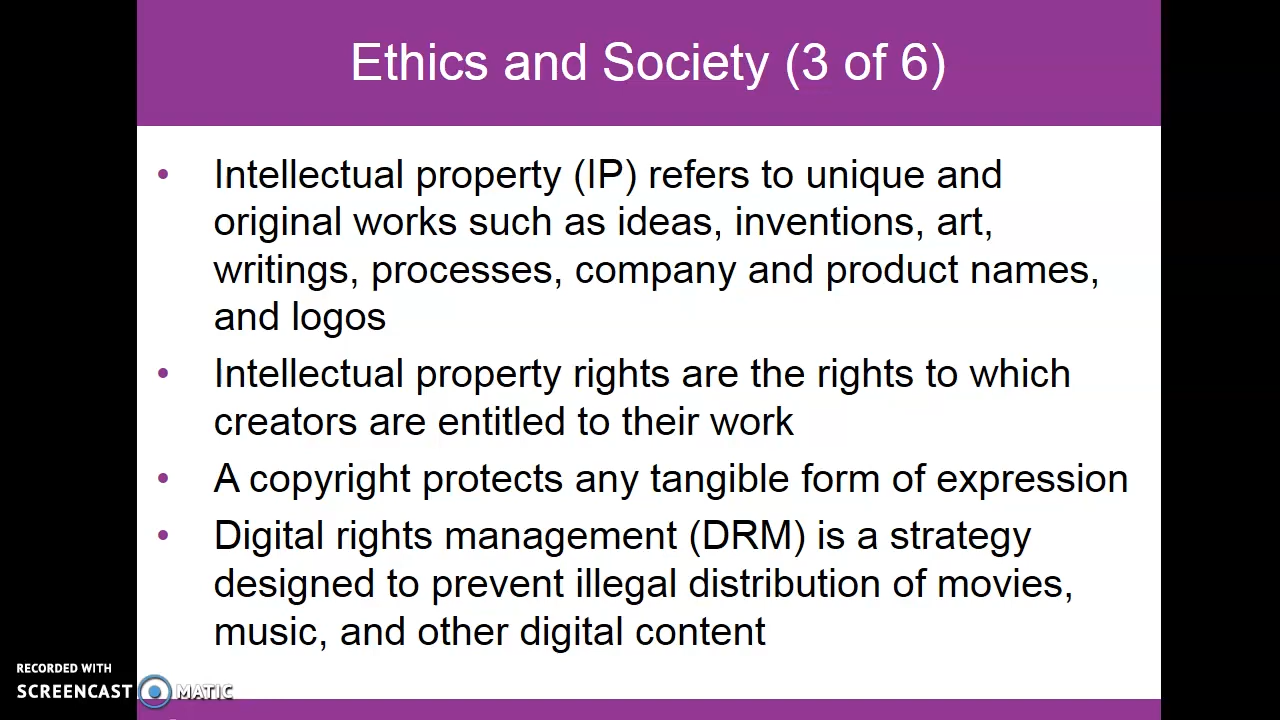 Ethics and Society (3 of 6)
• Intellectual property (IP) refers to unique and
original works such as ideas, inventions, art,
writings, processes, company and product names,
and logos
• Intellectual property rights are the rights to which
creators are entitled to their work
• A copyright protects any tangible form of expression
• Digital rights management (DRM) is a strategy
designed to prevent illegal distribution of movies,
music, and other digital content
RECORDED WITH
SCREENCAST MATIC